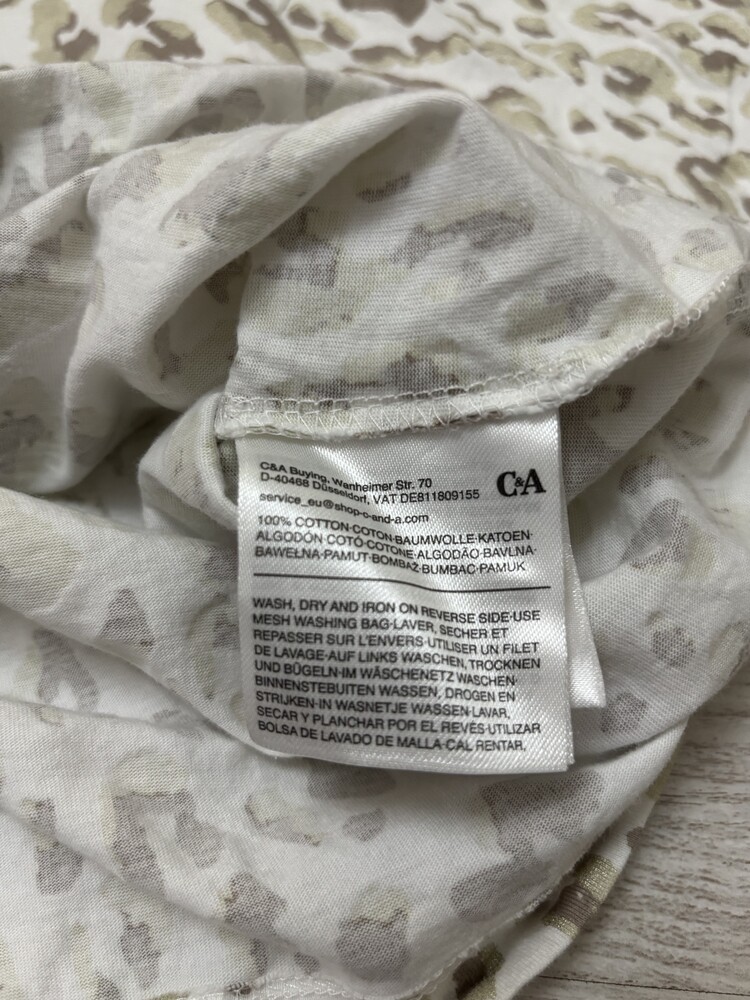 C&A Buying, Wanheimer Str. 70
D-40468 Düsseldorf, VAT DE811809155
service_eu@shop-c-and-a.com
C&A
100% COTTON·COTON·BAUMWOLLE·KATOEN·
ALGODÓN·COTÓ·COTONE·ALGODÃO·BAVLNA·
BAWEŁNA·PAMUT·BOMBAŽ·BUMBAC·PAMUK
WASH, DRY AND IRON ON REVERSE SIDE·USE
MESH WASHING BAG·LAVER, SECHER ET
REPASSER SUR L'ENVERS·UTILISER UN FILET
DE LAVAGE·AUF LINKS WASCHEN, TROCKNEN
UND BÜGELN·IM WÄSCHENETZ WASCHEN·
BINNENSTEBUITEN WASSEN, DROGEN EN
STRIJKEN·IN WASNETJE WASSEN·LAVAR,
SECAR Y PLANCHAR POR EL REVÉS·UTILIZAR
BOLSA DE LAVADO DE MALLA·CAL RENTAR,